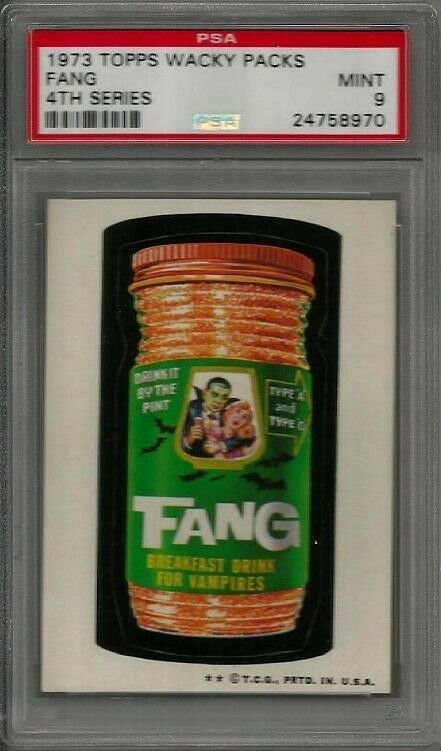 PSA
1973 TOPPS WACKY PACKS
FANG MINT
4TH SERIES 9
PSA 24758970
DRINK IT
BY THE
PINT
TYPE A
and
TYPE O
FANG
BREAKFAST DRINK
FOR VAMPIRES
** ©T.C.G., PRTD. IN. U.S.A.